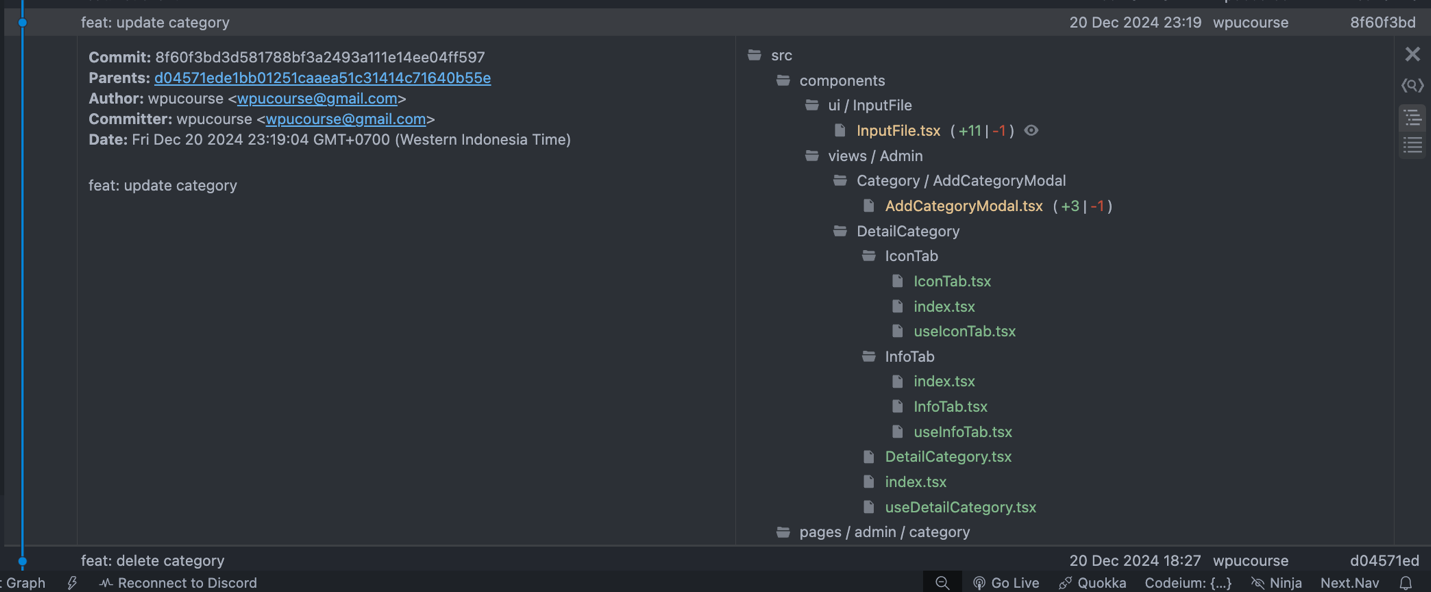 feat: update category 20 Dec 2024 23:19 wpucourse 8f60f3bd
Commit: 8f60f3bd3d581788bf3a2493a111e14ee04ff597
Parents: d04571ede1bb01251caaea51c31414c71640b55e
Author: wpucourse <wpucourse@gmail.com>
Committer: wpucourse <wpucourse@gmail.com>
Date: Fri Dec 20 2024 23:19:04 GMT+0700 (Western Indonesia Time)
feat: update category
src
components
ui / InputFile
InputFile.tsx ( +11 | -1 )
views / Admin
Category / AddCategoryModal
AddCategoryModal.tsx ( +3 | -1 )
DetailCategory
IconTab
IconTab.tsx
index.tsx
useIconTab.tsx
InfoTab
index.tsx
InfoTab.tsx
useInfoTab.tsx
DetailCategory.tsx
index.tsx
useDetailCategory.tsx
pages / admin / category
feat: delete category 20 Dec 2024 18:27 wpucourse d04571ed
: Graph Reconnect to Discord Go Live Quokka Codeium: {...} Ninja Next.Nav